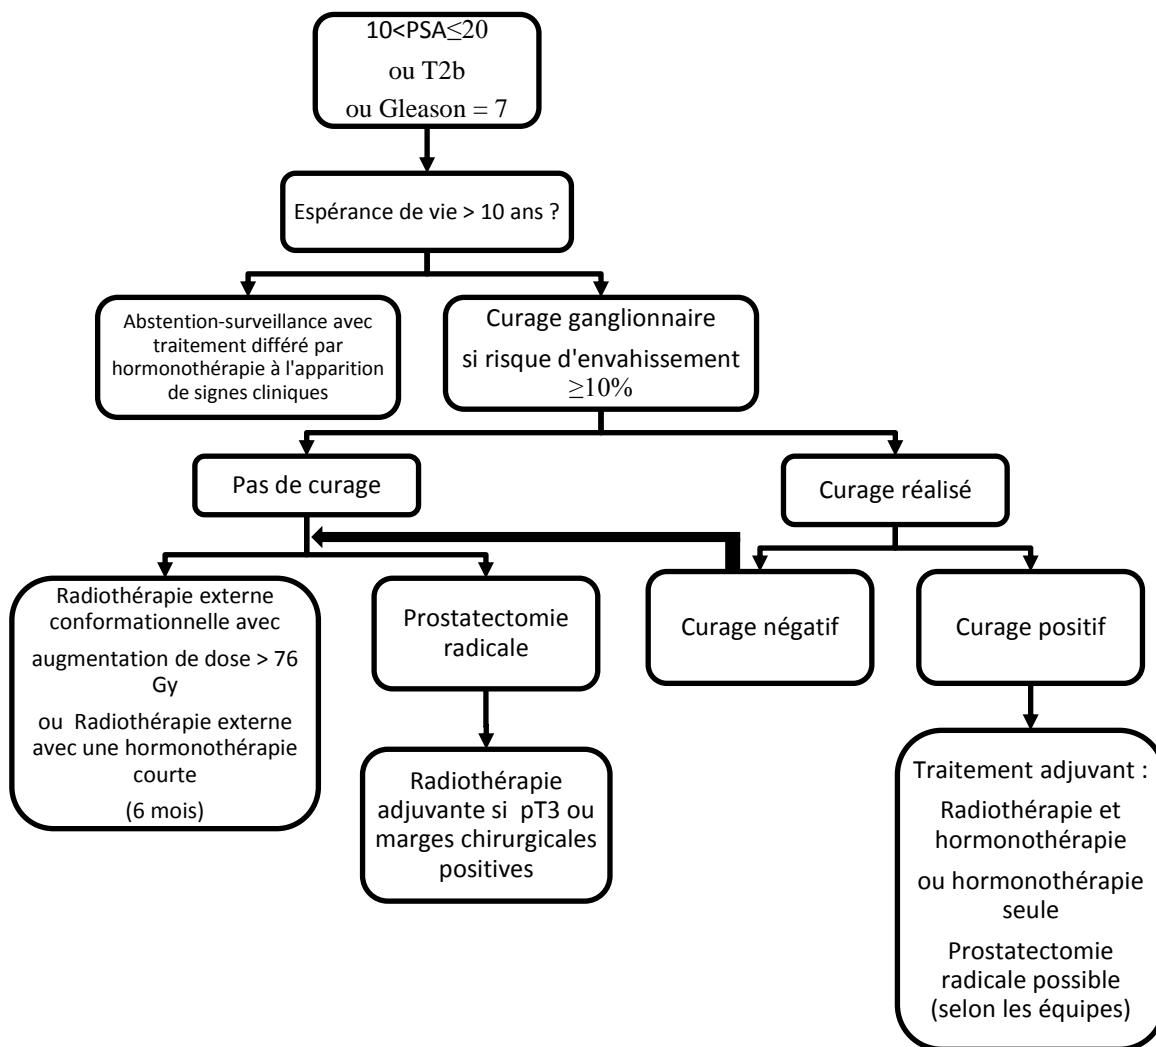 10<PSA≤20
ou T2b
ou Gleason = 7
Espérance de vie > 10 ans ?
Abstention-surveillance avec
traitement différé par
hormonothérapie à l'apparition
de signes cliniques
Curage ganglionnaire
si risque d'envahissement
≥10%
Pas de curage
Curage réalisé
Radiothérapie externe
conformationnelle avec
augmentation de dose > 76
Gy
ou  Radiothérapie externe
avec une hormonothérapie
courte
(6 mois)
Prostatectomie
radicale
Curage négatif
Curage positif
Radiothérapie
adjuvante si  pT3 ou
marges chirurgicales
positives
Traitement adjuvant :
Radiothérapie et
hormonothérapie
ou hormonothérapie
seule
Prostatectomie
radicale possible
(selon les équipes)